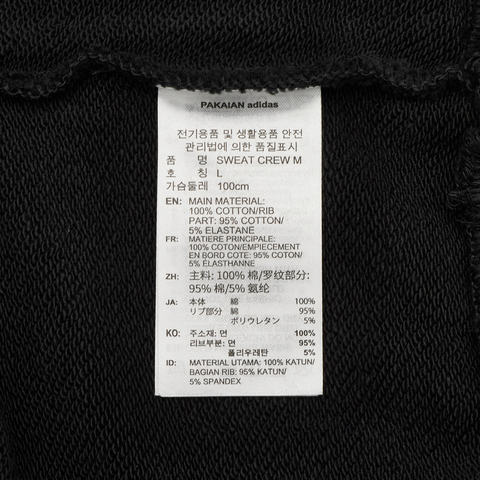 PAKAIAN adidas
전기용품 및 생활용품 안전
관리법에 의한 품질표시
품 명 SWEAT CREW M
호 칭 L
가슴둘레 100cm
EN: MAIN MATERIAL:
100% COTTON/RIB
PART: 95% COTTON/
5% ELASTANE
FR: MATIERE PRINCIPALE:
100% COTON/EMPIECEMENT
EN BORD COTE: 95% COTON/
5% ÉLASTHANNE
ZH: 主料: 100% 棉/罗纹部分:
95% 棉/5% 氨纶
JA: 本体 綿 100%
リブ部分 綿 95%
ポリウレタン 5%
KO: 주소재: 면 100%
리브부분: 면 95%
폴리우레탄 5%
ID: MATERIAL UTAMA: 100% KATUN/
BAGIAN RIB: 95% KATUN/
5% SPANDEX